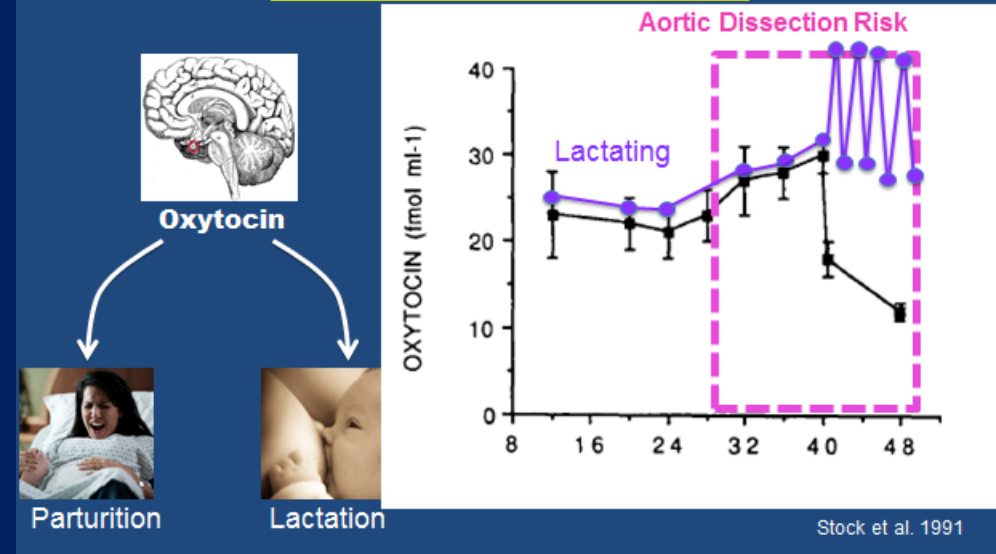 Aortic Dissection Risk
Oxytocin
Parturition
Lactation
OXYTOCIN (fmol ml-1)
40
30
20
10
0
Lactating
8 16 24 32 40 48
Stock et al. 1991